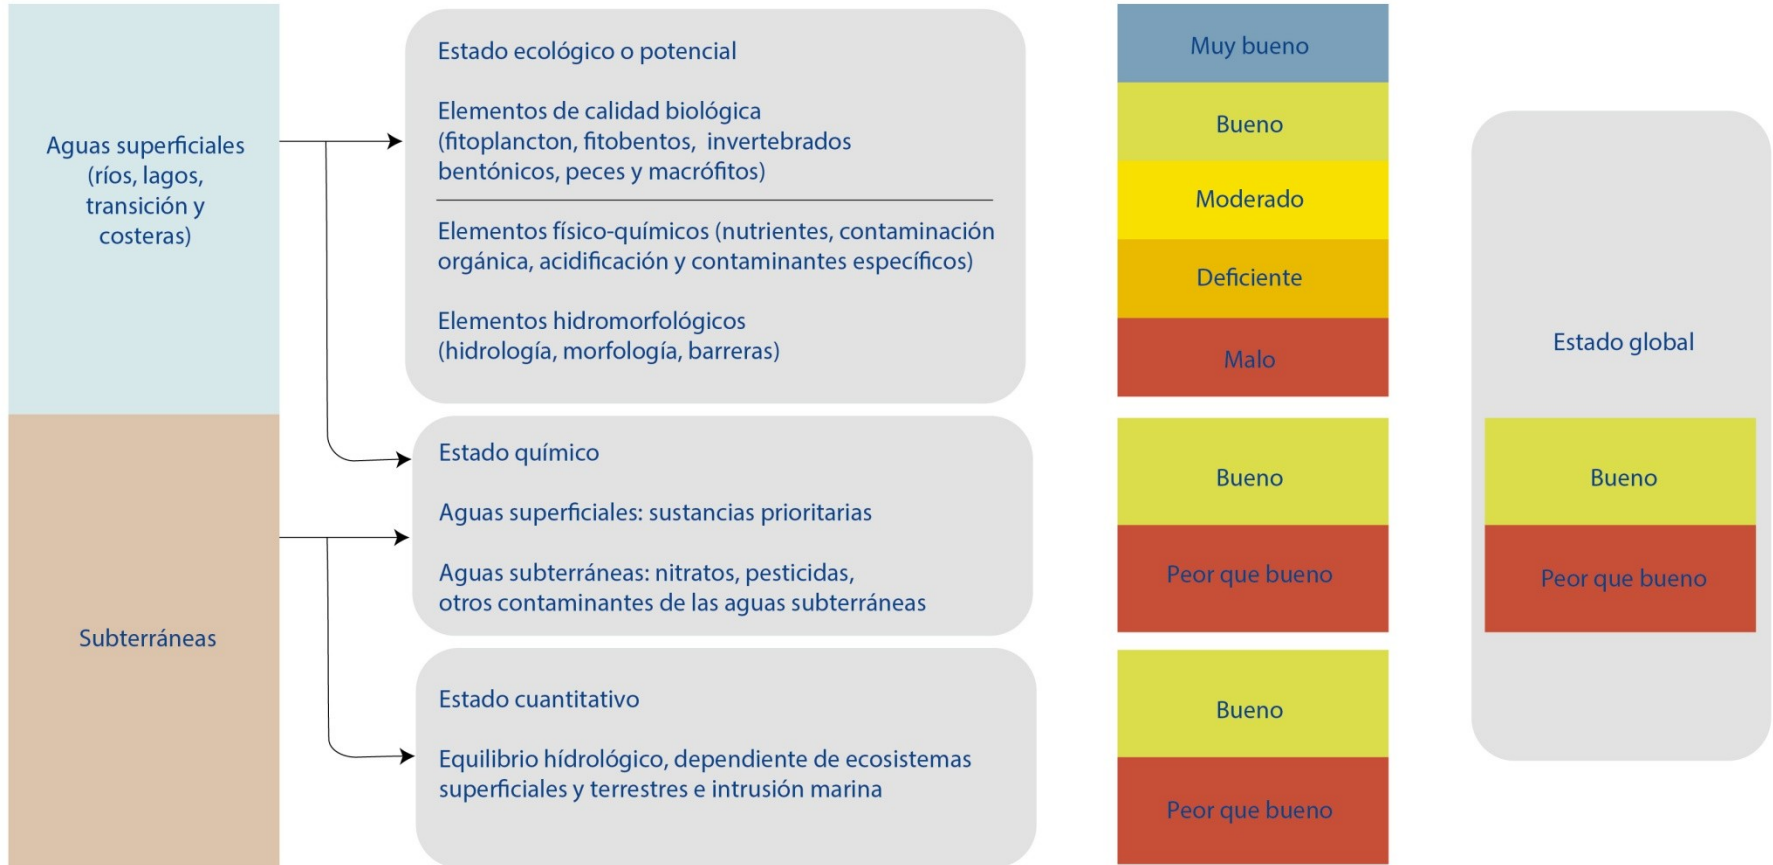 Aguas superficiales
(ríos, lagos,
transición y
costeras)
Subterráneas
Estado ecológico o potencial
Elementos de calidad biológica
(fitoplancton, fitobentos, invertebrados
bentónicos, peces y macrófitos)
Elementos físico-químicos (nutrientes, contaminación
orgánica, acidificación y contaminantes específicos)
Elementos hidromorfológicos
(hidrología, morfología, barreras)
Estado químico
Aguas superficiales: sustancias prioritarias
Aguas subterráneas: nitratos, pesticidas,
otros contaminantes de las aguas subterráneas
Estado cuantitativo
Equilibrio hídrológico, dependiente de ecosistemas
superficiales y terrestres e intrusión marina
Muy bueno
Bueno
Moderado
Deficiente
Malo
Bueno
Peor que bueno
Bueno
Peor que bueno
Estado global
Bueno
Peor que bueno